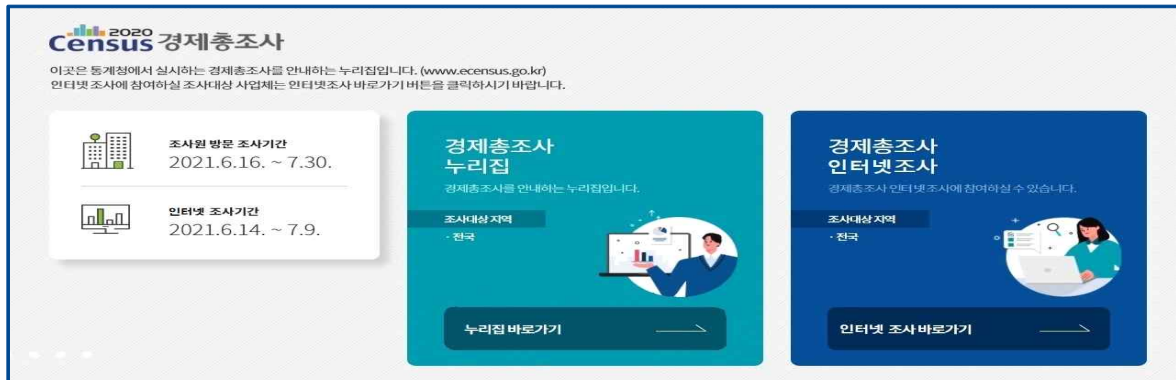 2020
Census 경제총조사
이곳은 통계청에서 실시하는 경제총조사를 안내하는 누리집입니다. (www.ecensus.go.kr)
인터넷 조사에 참여하실 조사대상 사업체는 인터넷조사 바로가기 버튼을 클릭하시기 바랍니다.
조사원 방문 조사기간
2021.6.16. ~ 7.30.
인터넷 조사기간
2021.6.14. ~ 7.9.
경제총조사
누리집
경제총조사를 안내하는 누리집입니다.
조사대상 지역
· 전국
누리집 바로가기
경제총조사
인터넷조사
경제총조사 인터넷조사에 참여하실 수 있습니다.
조사대상 지역
· 전국
인터넷 조사 바로가기